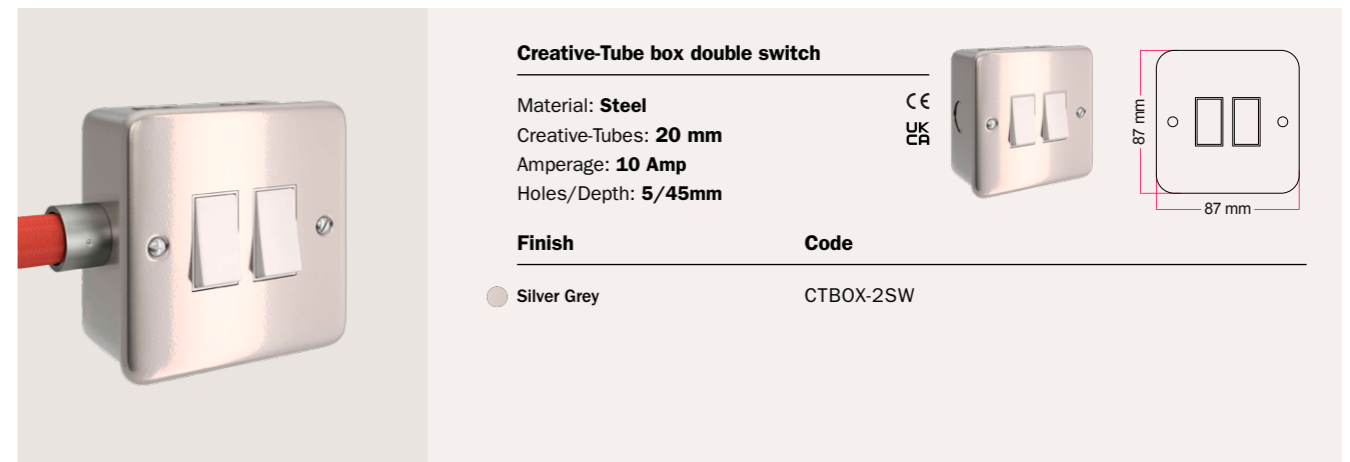 Creative-Tube box double switch
Material: Steel
Creative-Tubes: 20 mm
Amperage: 10 Amp
Holes/Depth: 5/45mm
CE
UK
CA
87 mm
87 mm
Finish
Code
Silver Grey
CTBOX-2SW